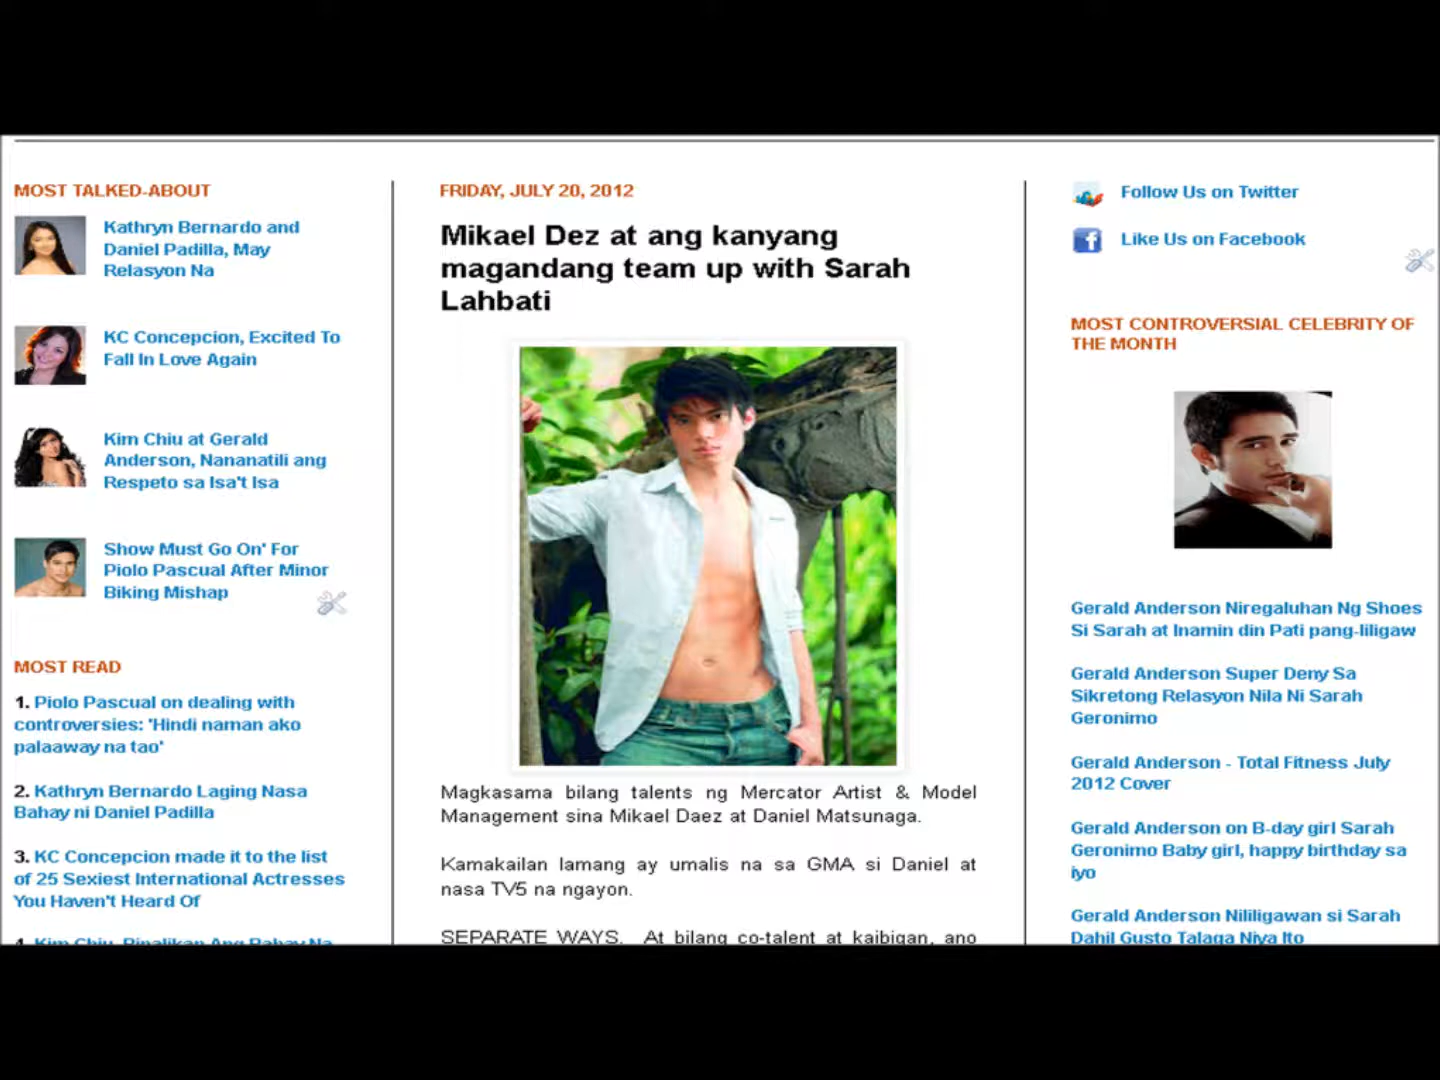 MOST TALKED-ABOUT
Kathryn Bernardo and
Daniel Padilla, May
Relasyon Na
KC Concepcion, Excited To
Fall In Love Again
Kim Chiu at Gerald
Anderson, Nananatili ang
Respeto sa Isa't Isa
Show Must Go On' For
Piolo Pascual After Minor
Biking Mishap
MOST READ
1. Piolo Pascual on dealing with
controversies: 'Hindi naman ako
palaaway na tao'
2. Kathryn Bernardo Laging Nasa
Bahay ni Daniel Padilla
3. KC Concepcion made it to the list
of 25 Sexiest International Actresses
You Haven't Heard Of
4. Kim Chiu, Binalikan Ang Bahay Na
FRIDAY, JULY 20, 2012
Mikael Dez at ang kanyang
magandang team up with Sarah
Lahbati
Magkasama bilang talents ng Mercator Artist & Model
Management sina Mikael Daez at Daniel Matsunaga.
Kamakailan lamang ay umalis na sa GMA si Daniel at
nasa TV5 na ngayon.
SEPARATE WAYS. At bilang co-talent at kaibigan, ano
Follow Us on Twitter
Like Us on Facebook
MOST CONTROVERSIAL CELEBRITY OF
THE MONTH
Gerald Anderson Niregaluhan Ng Shoes
Si Sarah at Inamin din Pati pang-liligaw
Gerald Anderson Super Deny Sa
Sikretong Relasyon Nila Ni Sarah
Geronimo
Gerald Anderson - Total Fitness July
2012 Cover
Gerald Anderson on B-day girl Sarah
Geronimo Baby girl, happy birthday sa
iyo
Gerald Anderson Nililigawan si Sarah
Dahil Gusto Talaga Niya Ito